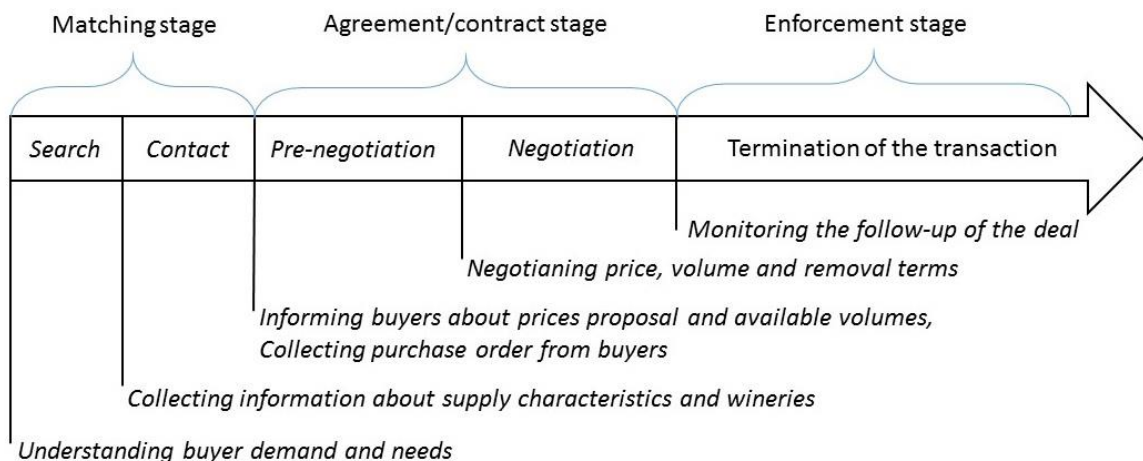 Matching stage
Agreement/contract stage
Enforcement stage
Search
Contact
Pre-negotiation
Negotiation
Termination of the transaction
Monitoring the follow-up of the deal
Negotianing price, volume and removal terms
Informing buyers about prices proposal and available volumes,
Collecting purchase order from buyers
Collecting information about supply characteristics and wineries
Understanding buyer demand and needs